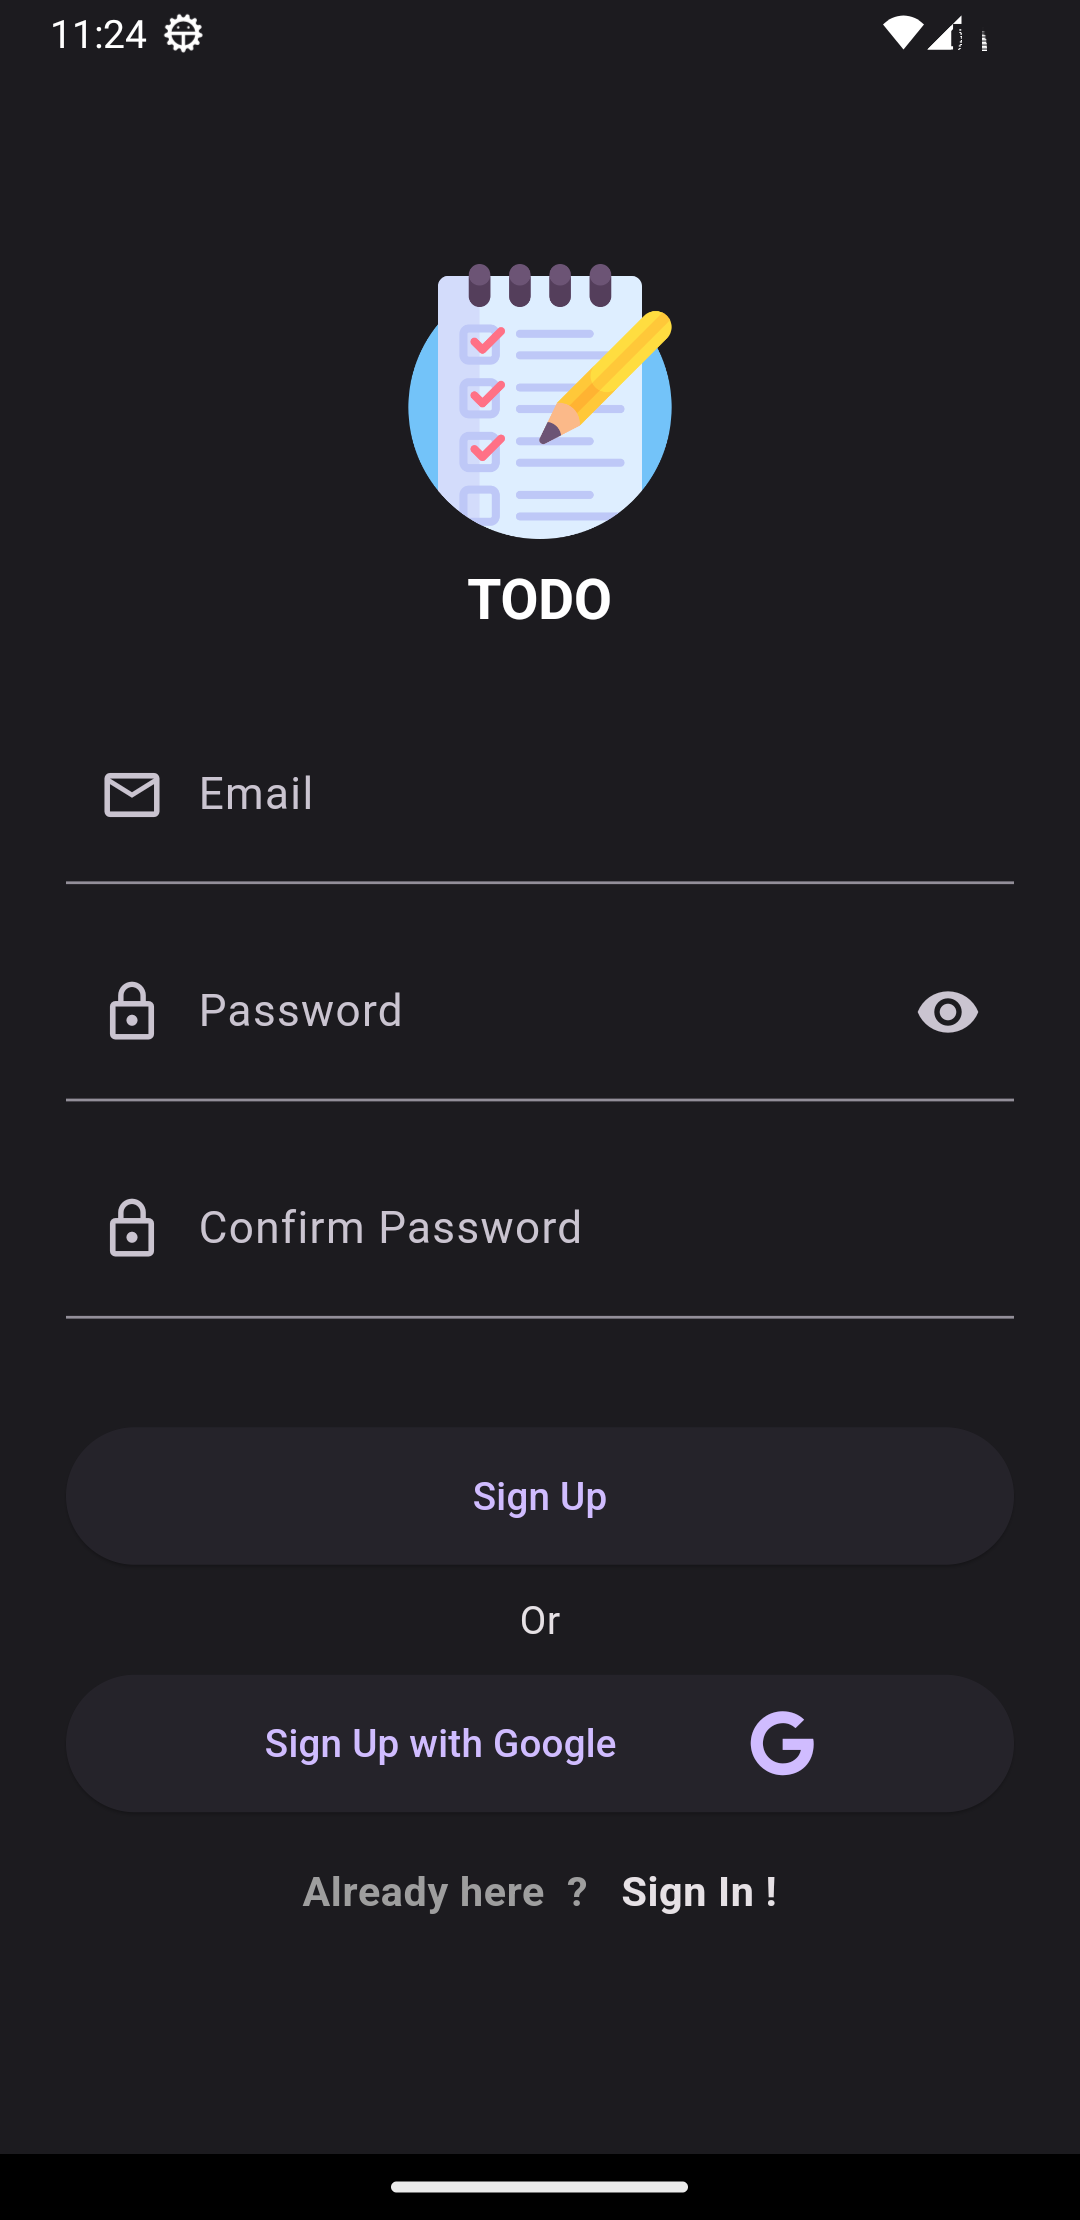 11:24
TODO
Email
Password
Confirm Password
Sign Up
Or
Sign Up with Google
Already here ? Sign In !